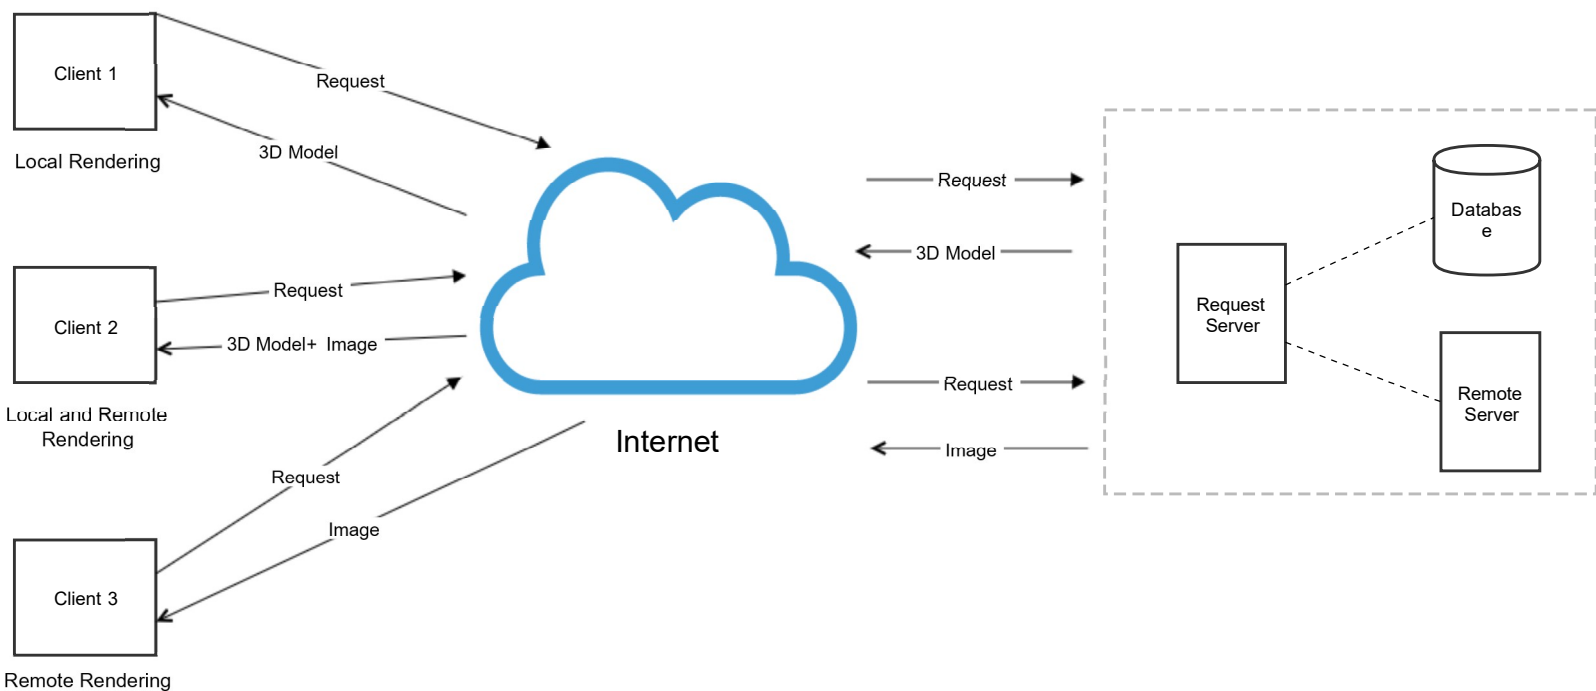 Client 1
Local Rendering
Request
3D Model
Client 2
Local and Remote
Rendering
Request
3D Model+ Image
Client 3
Remote Rendering
Request
Image
Internet
Request
3D Model
Request
Image
Request
Server
Databas
e
Remote
Server